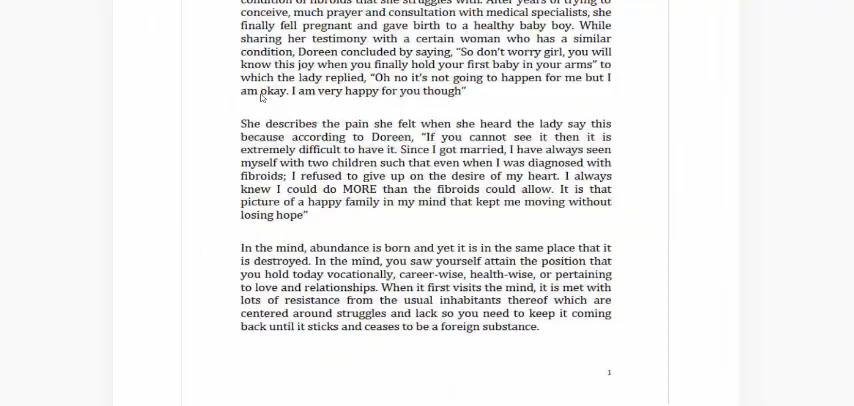 condition of fibroids that she struggles with. After years of trying to
conceive, much prayer and consultation with medical specialists, she
finally fell pregnant and gave birth to a healthy baby boy. While
sharing her testimony with a certain woman who has a similar
condition, Doreen concluded by saying, “So don’t worry girl, you will
know this joy when you finally hold your first baby in your arms” to
which the lady replied, “Oh no it’s not going to happen for me but I
am okay. I am very happy for you though”
She describes the pain she felt when she heard the lady say this
because according to Doreen, “If you cannot see it then it is
extremely difficult to have it. Since I got married, I have always seen
myself with two children such that even when I was diagnosed with
fibroids; I refused to give up on the desire of my heart. I always
knew I could do MORE than the fibroids could allow. It is that
picture of a happy family in my mind that kept me moving without
losing hope”
In the mind, abundance is born and yet it is in the same place that it
is destroyed. In the mind, you saw yourself attain the position that
you hold today vocationally, career-wise, health-wise, or pertaining
to love and relationships. When it first visits the mind, it is met with
lots of resistance from the usual inhabitants thereof which are
centered around struggles and lack so you need to keep it coming
back until it sticks and ceases to be a foreign substance.
1